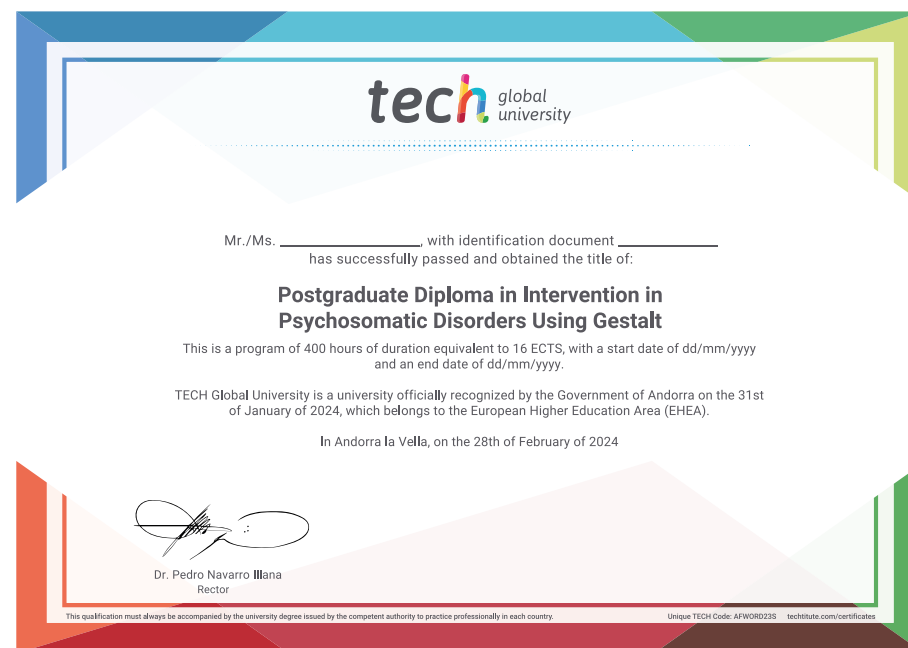 tech global university
Mr./Ms. ____________________, with identification document ______________
has successfully passed and obtained the title of:
Postgraduate Diploma in Intervention in
Psychosomatic Disorders Using Gestalt
This is a program of 400 hours of duration equivalent to 16 ECTS, with a start date of dd/mm/yyyy
and an end date of dd/mm/yyyy.
TECH Global University is a university officially recognized by the Government of Andorra on the 31st
of January of 2024, which belongs to the European Higher Education Area (EHEA).
In Andorra la Vella, on the 28th of February of 2024
Dr. Pedro Navarro Illana
Rector
This qualification must always be accompanied by the university degree issued by the competent authority to practice professionally in each country.
Unique TECH Code: AFWORD23S techtitute.com/certificates